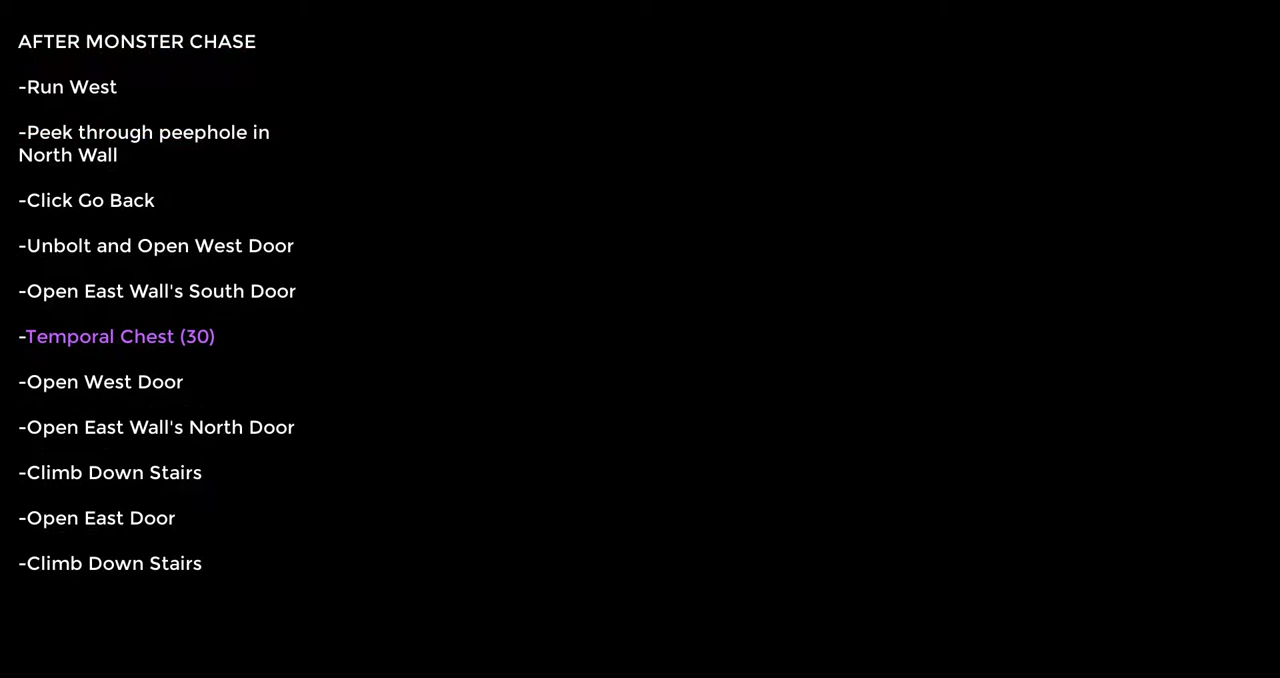 AFTER MONSTER CHASE
-Run West
-Peek through peephole in
North Wall
-Click Go Back
-Unbolt and Open West Door
-Open East Wall's South Door
-Temporal Chest (30)
-Open West Door
-Open East Wall's North Door
-Climb Down Stairs
-Open East Door
-Climb Down Stairs